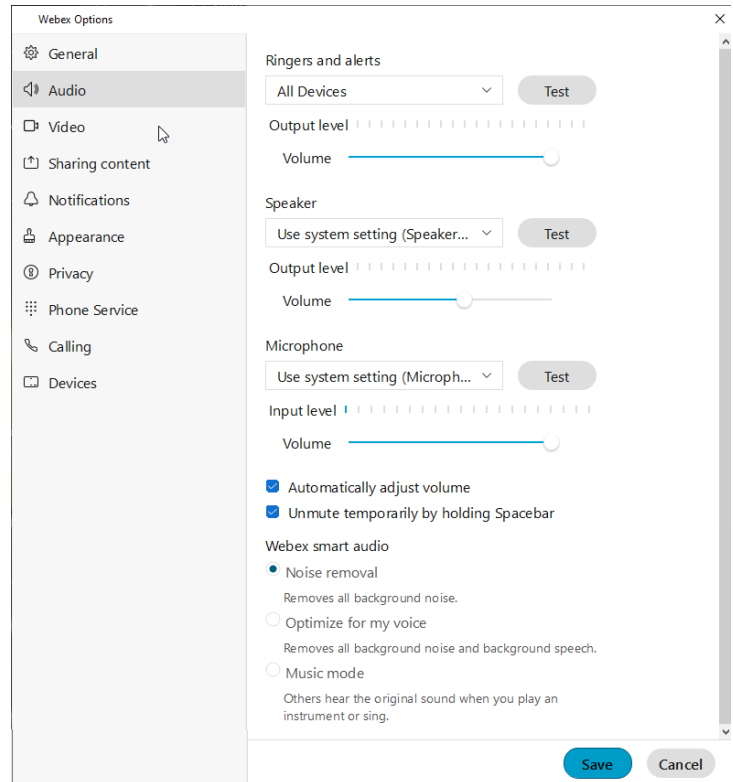 Webex Options
General
Audio
Video
Sharing content
Notifications
Appearance
Privacy
Phone Service
Calling
Devices
Ringers and alerts
All Devices
Test
Output level
Volume
Speaker
Use system setting (Speaker...
Test
Output level
Volume
Microphone
Use system setting (Microph...
Test
Input level
Volume
Automatically adjust volume
Unmute temporarily by holding Spacebar
Webex smart audio
Noise removal
Removes all background noise.
Optimize for my voice
Removes all background noise and background speech.
Music mode
Others hear the original sound when you play an
instrument or sing.
Save
Cancel